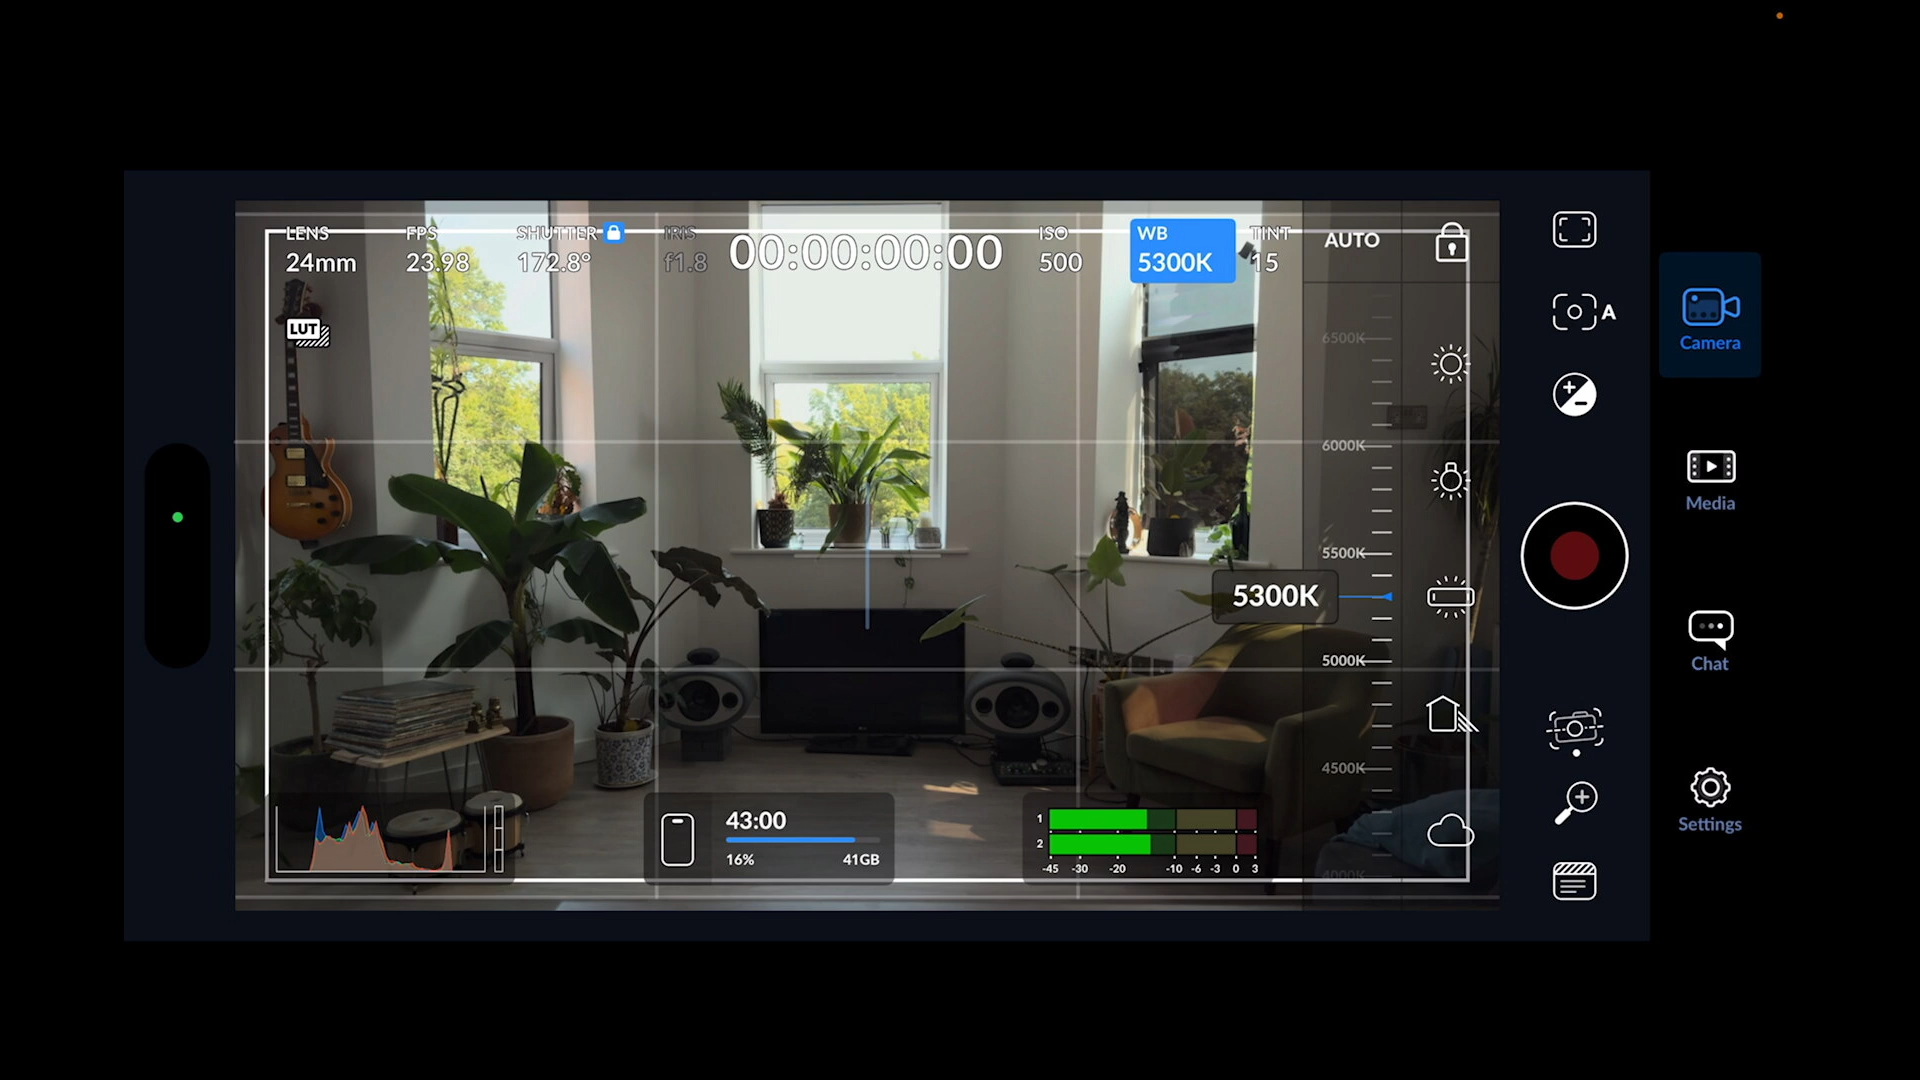 LENS
24mm
FPS
23.98
SHUTTER
172.8°
IRIS
f1.8
00:00:00:00
ISO
500
WB
5300K
TINT
15
AUTO
LUT
6500K
6000K
5500K
5300K
5000K
4500K
4000K
A
Camera
Media
Chat
Settings
43:00
16% 41GB
1
2
-45 -30 -20 -10 -6 -3 0 3